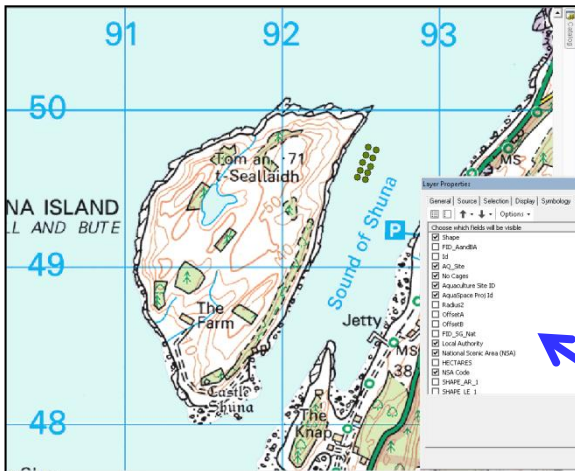 91
92
93
50
49
48
Tom an · 71
t-Seallaidh
NA ISLAND
LL AND BUTE
The
Farm
Castle
Shuna
Sound of Shuna
P
Jetty
MS
MS
38
The
Knap
Catalog
Layer Properties
General Source Selection Display Symbology
Options
Choose which fields will be visible
Shape
FID_AandBA
Id
AQ_Site
No Cages
Aquaculture Site ID
AquaSpace Proj Id
Radius2
OffsetA
OffsetB
FID_SG_Nat
Local Authority
National Scenic Area (NSA)
HECTARES
NSA Code
SHAPE_AR_1
SHAPE_LE_1